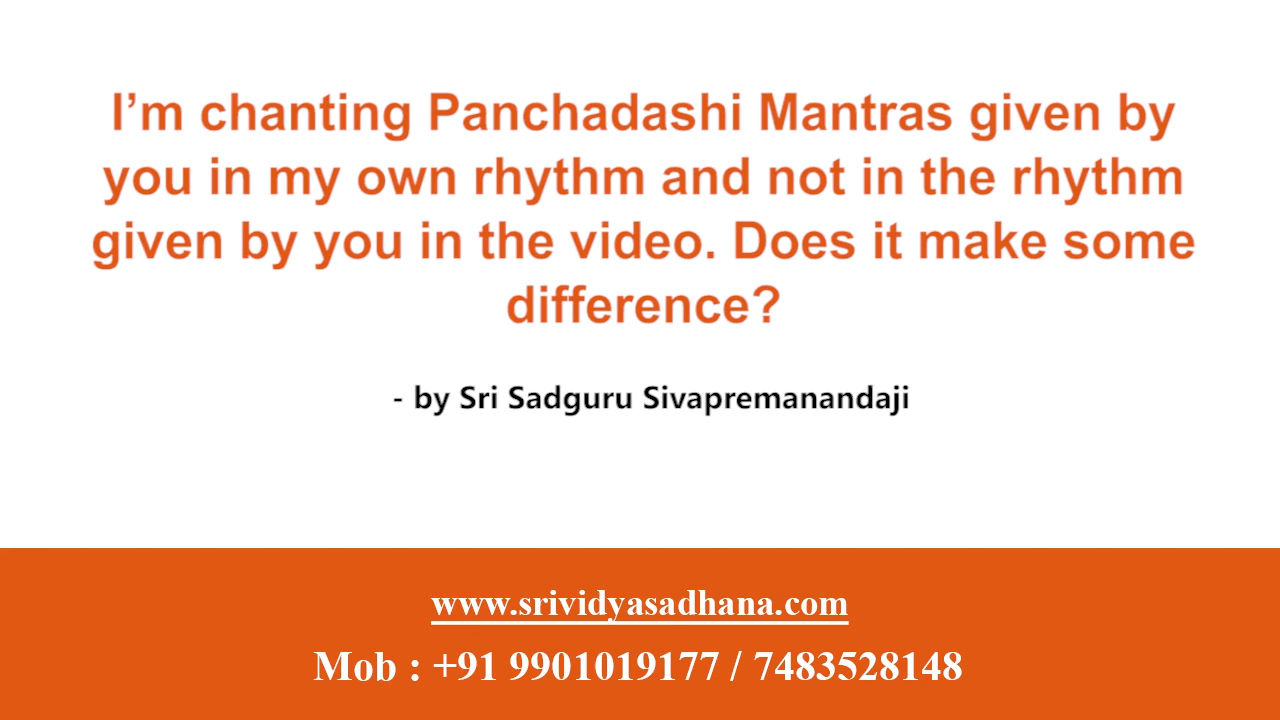 I’m chanting Panchadashi Mantras given by
you in my own rhythm and not in the rhythm
given by you in the video. Does it make some
difference?
- by Sri Sadguru Sivapremanandaji
www.srividyasadhana.com
Mob : +91 9901019177 / 7483528148